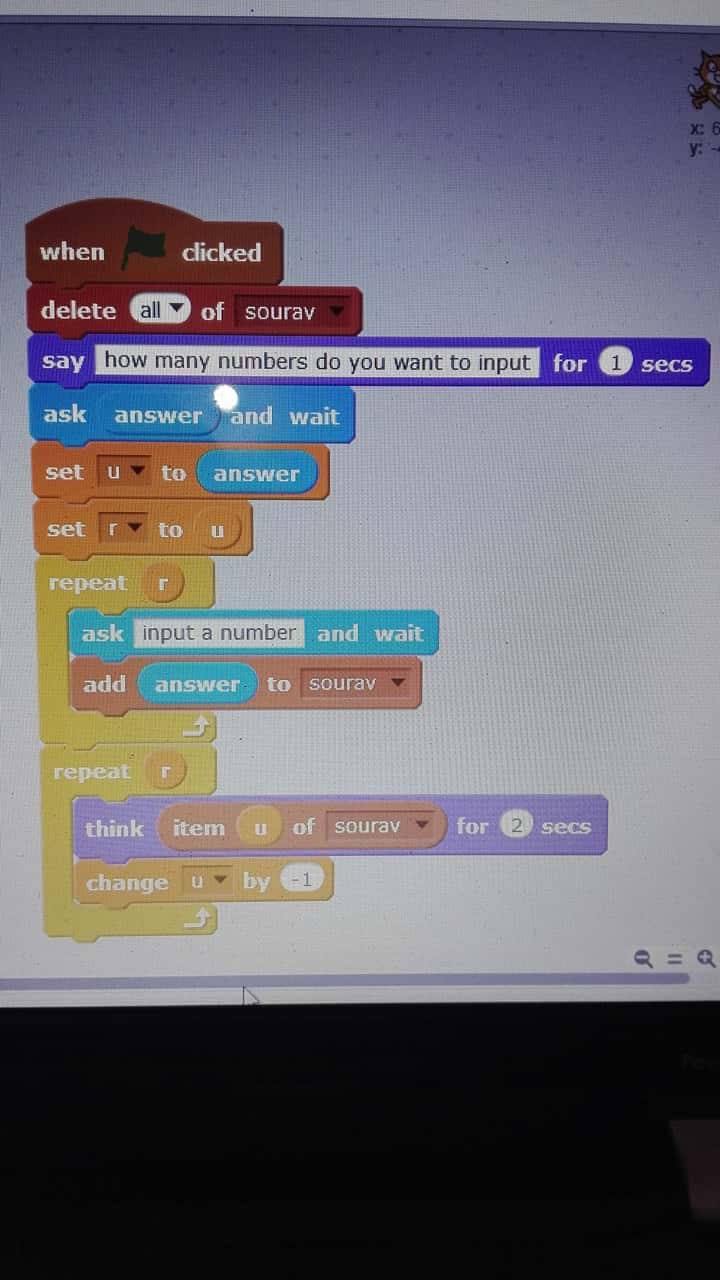 x: 6
y: -
when clicked
delete all of sourav
say how many numbers do you want to input for 1 secs
ask answer and wait
set u to answer
set r to u
repeat r
ask input a number and wait
add answer to sourav
repeat r
think item u of sourav for 2 secs
change u by -1